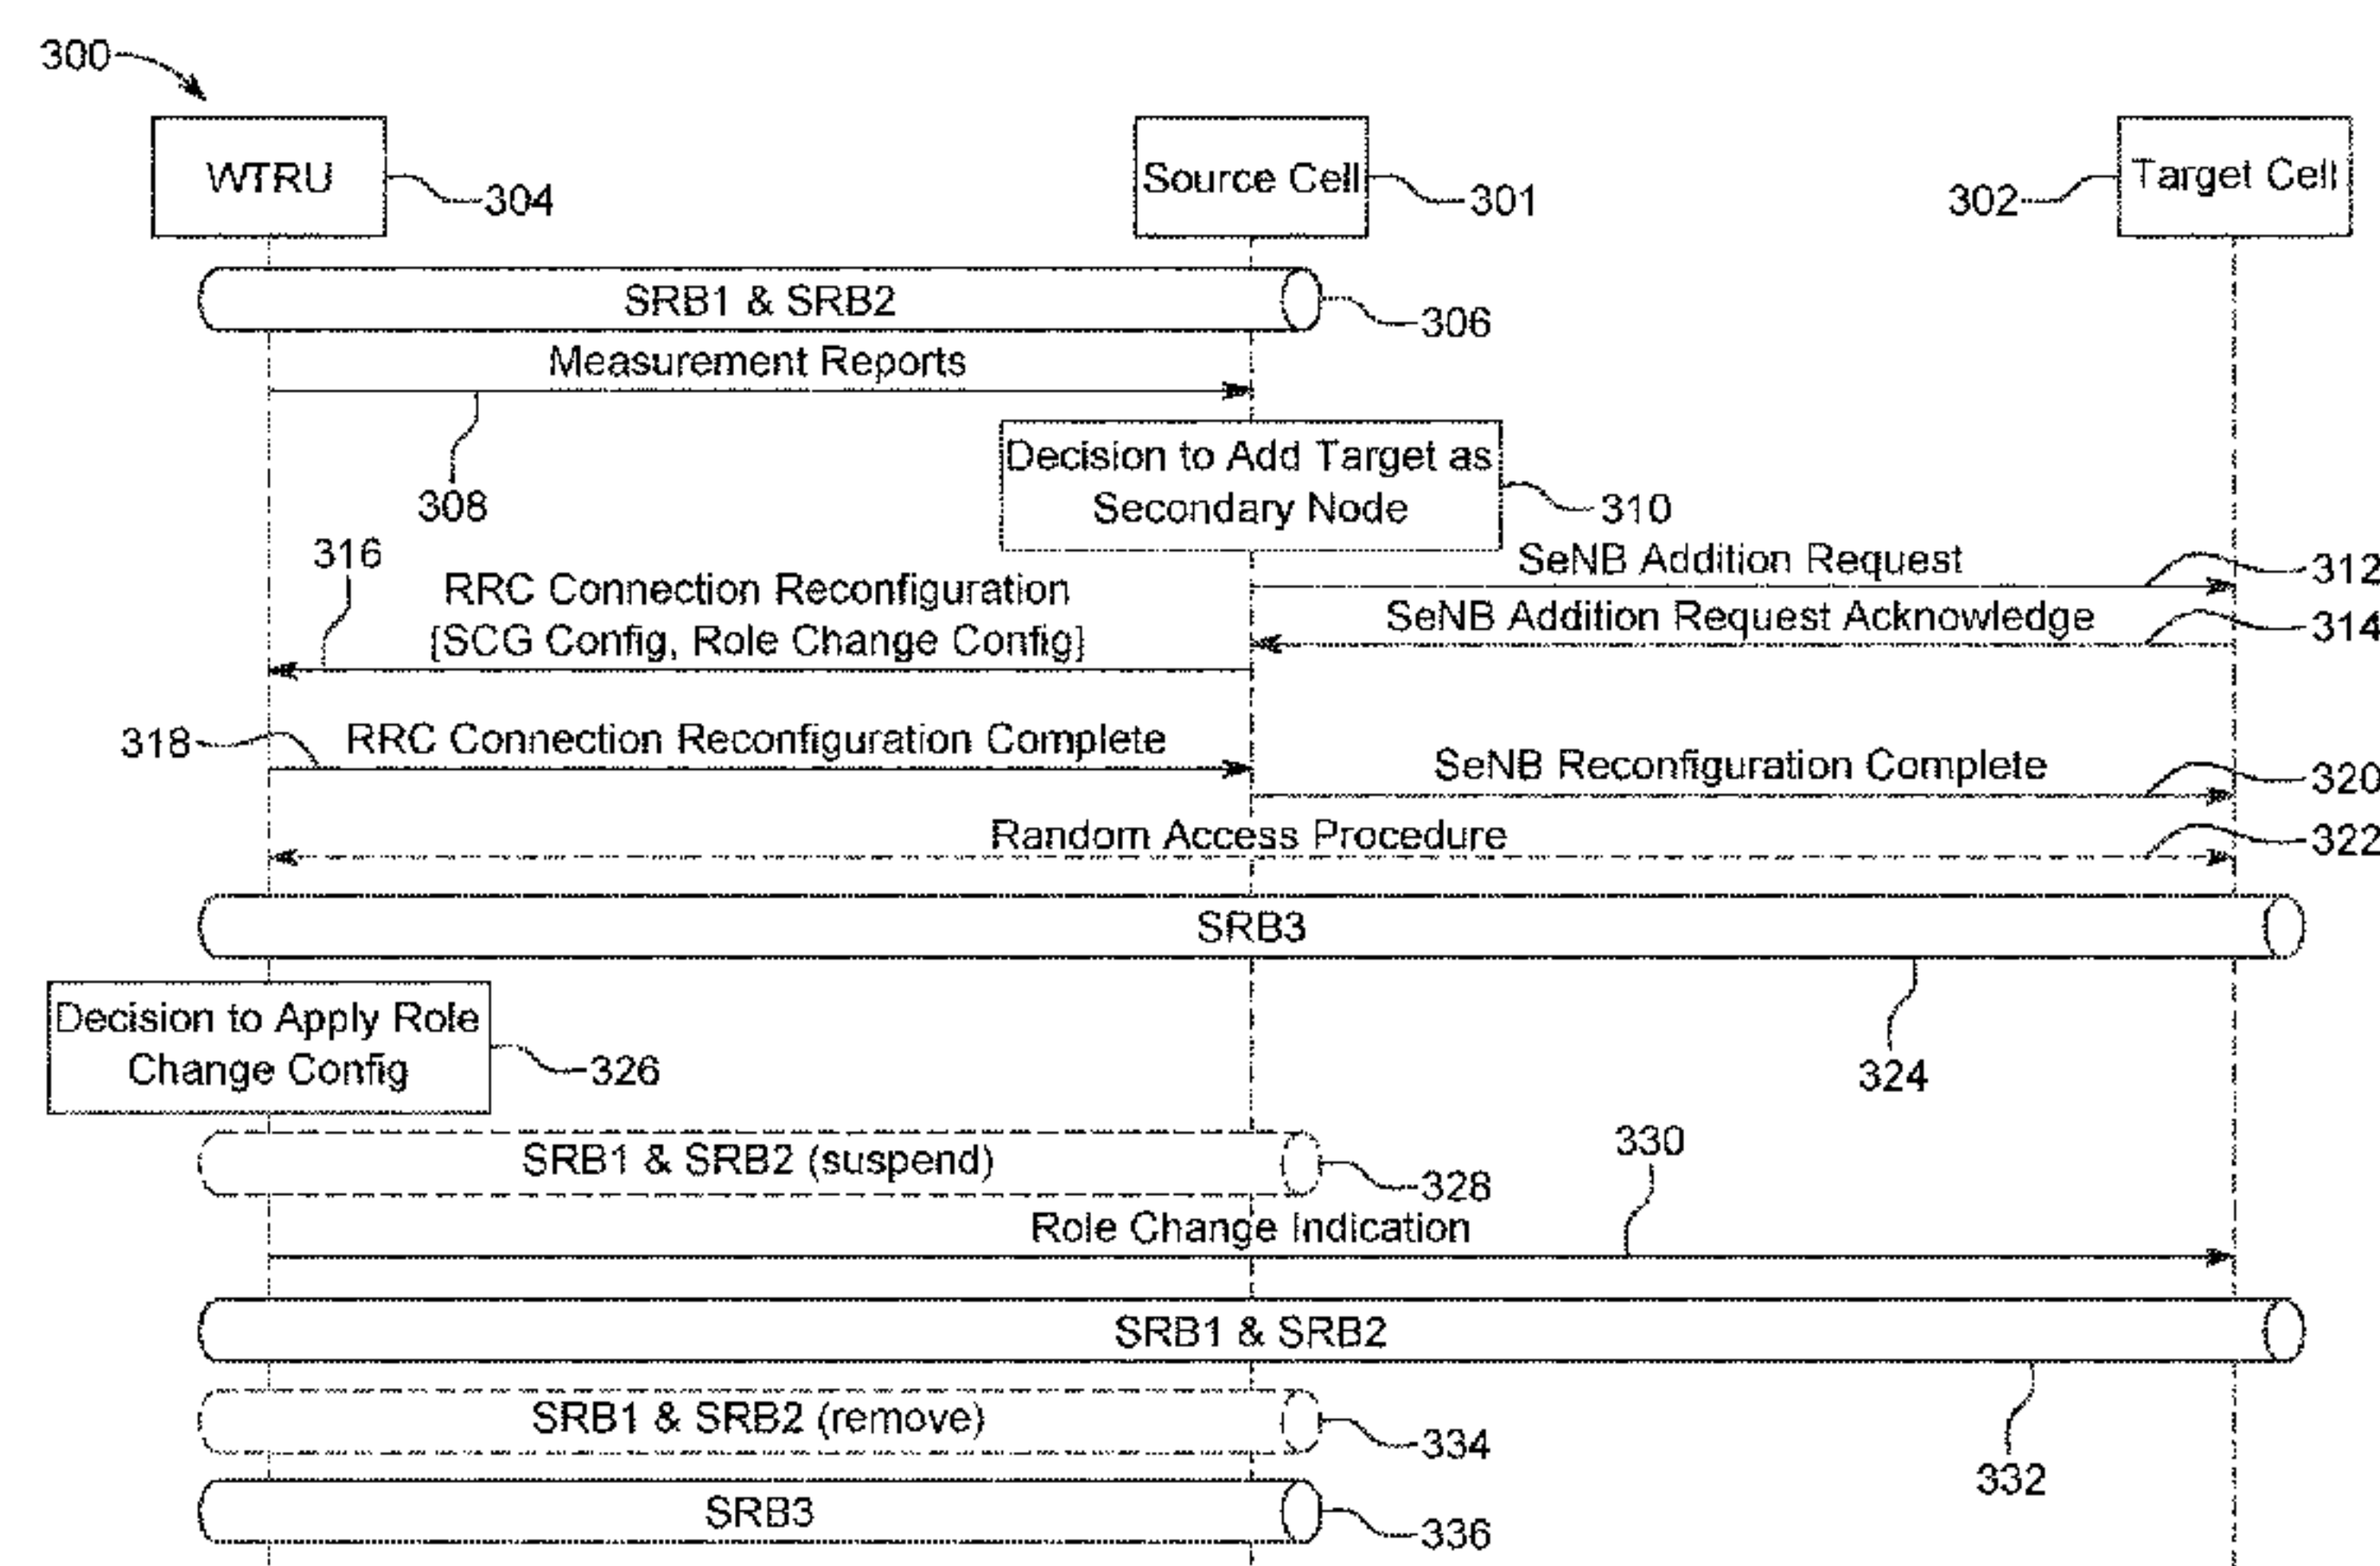 300
WTRU
304
Source Cell
301
302
Target Cell
SRB1 & SRB2
306
Measurement Reports
308
Decision to Add Target as
Secondary Node
310
SeNB Addition Request
312
316
RRC Connection Reconfiguration
[SCG Config, Role Change Config]
SeNB Addition Request Acknowledge
314
318
RRC Connection Reconfiguration Complete
SeNB Reconfiguration Complete
320
Random Access Procedure
322
SRB3
324
Decision to Apply Role
Change Config
326
SRB1 & SRB2 (suspend)
328
330
Role Change Indication
SRB1 & SRB2
332
SRB1 & SRB2 (remove)
334
SRB3
336